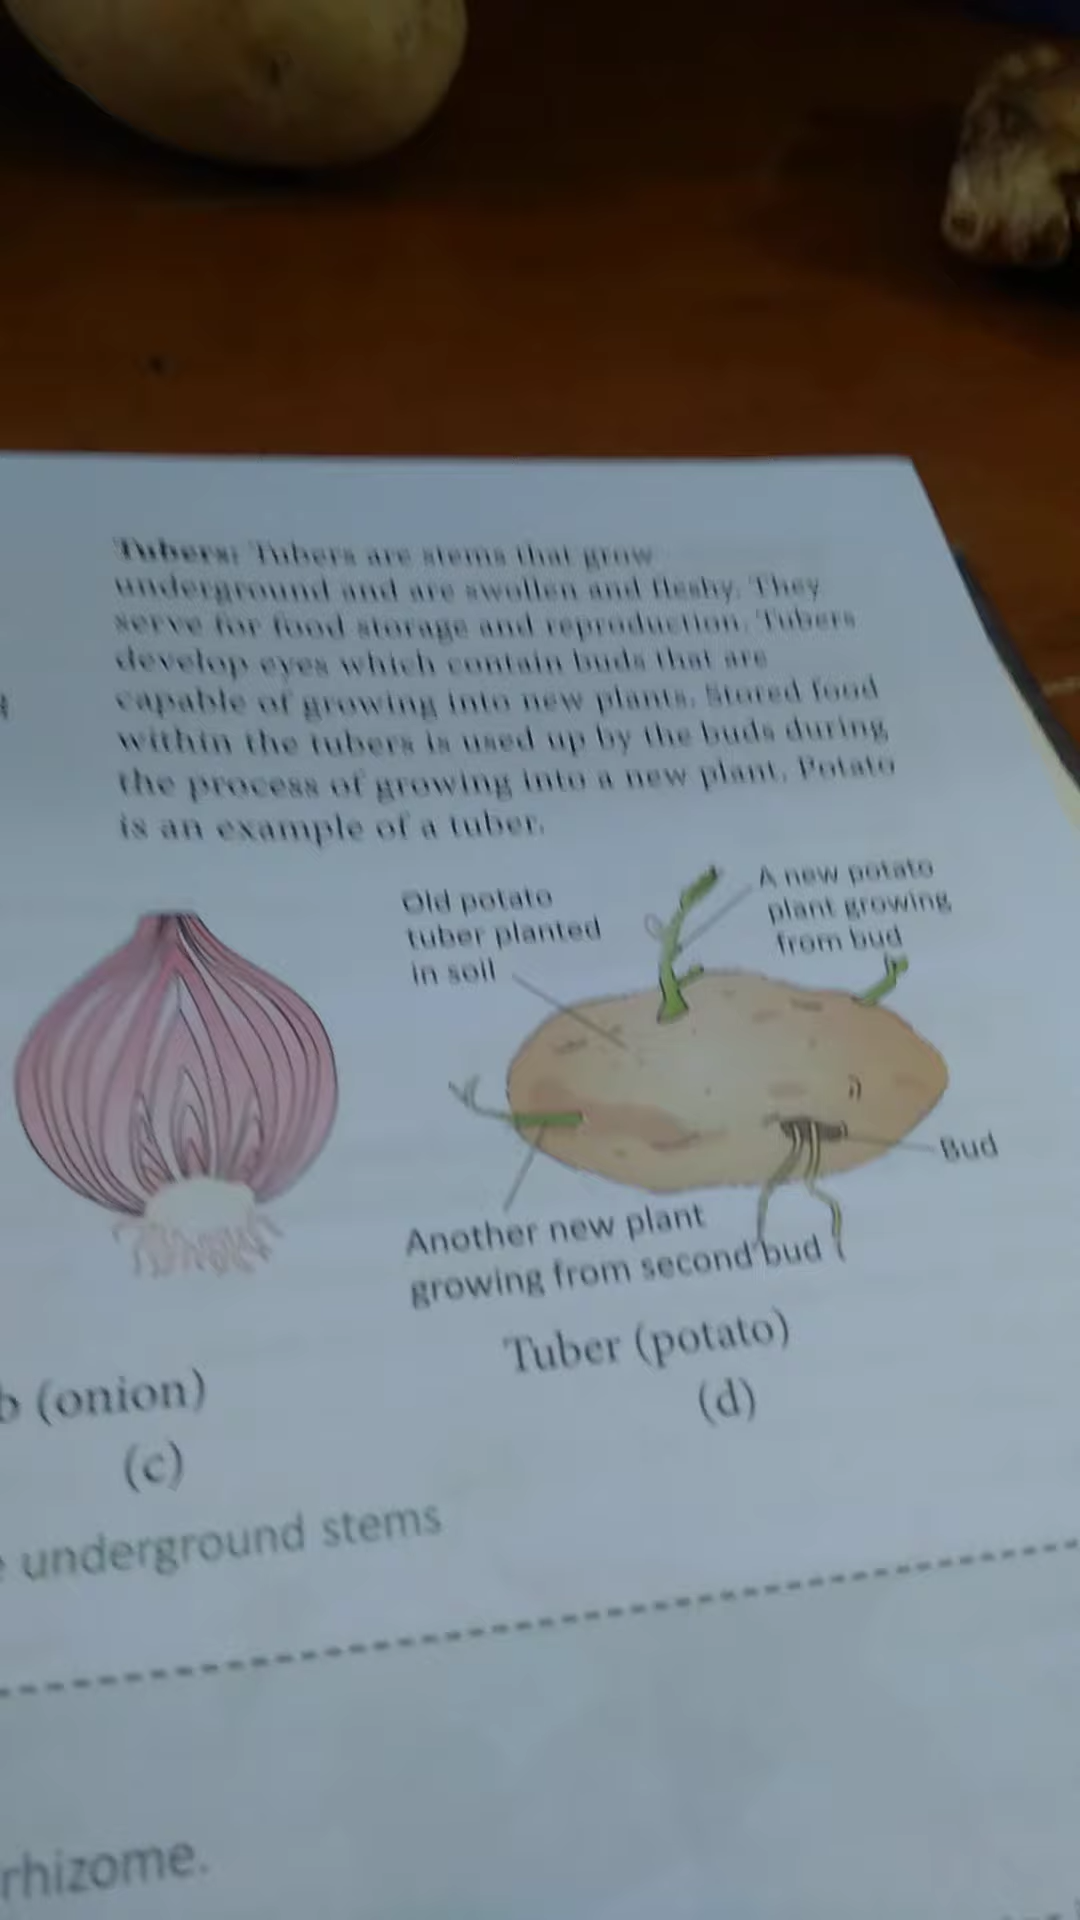 Tubers: Tubers are stems that grow
underground and are swollen and fleshy. They
serve for food storage and reproduction. Tubers
develop eyes which contain buds that are
capable of growing into new plants. Stored food
within the tubers is used up by the buds during
the process of growing into a new plant. Potato
is an example of a tuber.
Old potato
tuber planted
in soil
A new potato
plant growing
from bud
Bud
Another new plant
growing from second bud
b (onion)
(c)
Tuber (potato)
(d)
underground stems
rhizome.